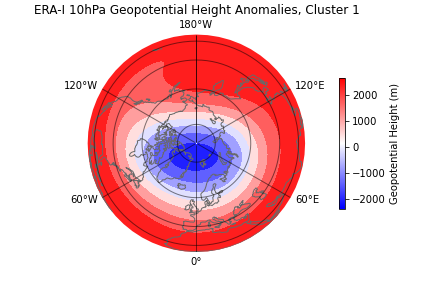 ERA-I 10hPa Geopotential Height Anomalies, Cluster 1
180°W
120°W
120°E
60°W
60°E
0°
2000
1000
0
−1000
−2000
Geopotential Height (m)